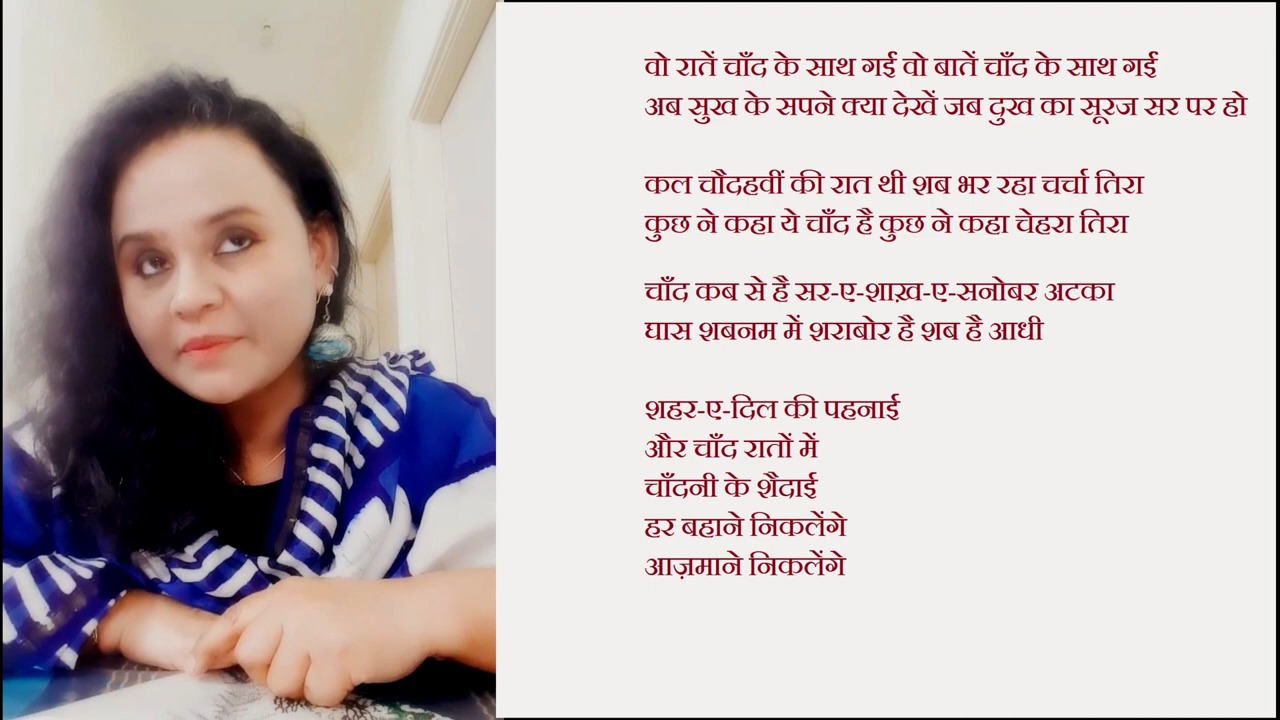 वो रातें चाँद के साथ गईं वो बातें चाँद के साथ गईं
अब सुख के सपने क्या देखें जब दुख का सूरज सर पर हो
कल चौदहवीं की रात थी शब भर रहा चर्चा तिरा
कुछ ने कहा ये चाँद है कुछ ने कहा चेहरा तिरा
चाँद कब से है सर-ए-शाख़-ए-सनोबर अटका
घास शबनम में शराबोर है शब है आधी
शहर-ए-दिल की पहनाई
और चाँद रातों में
चाँदनी के शैदाई
हर बहाने निकलेंगे
आज़माने निकलेंगे